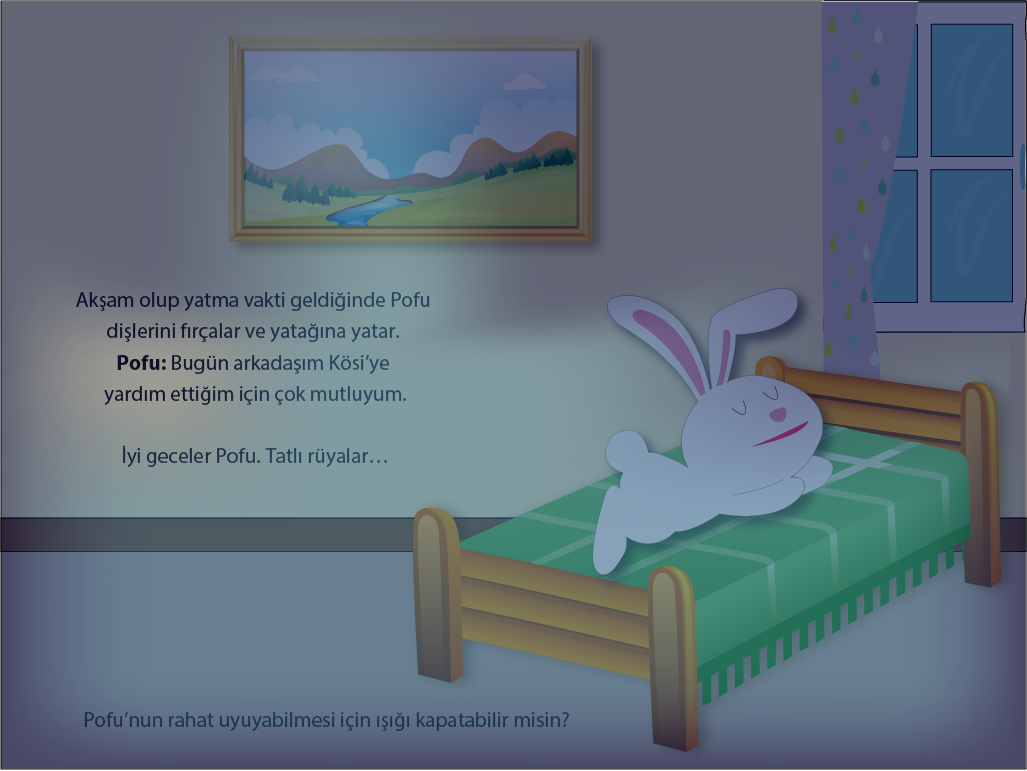 Akşam olup yatma vakti geldiğinde Pofu
dişlerini fırçalar ve yatağına yatar.
Pofu: Bugün arkadaşım Kösi’ye
yardım ettiğim için çok mutluyum.
İyi geceler Pofu. Tatlı rüyalar…
Pofu’nun rahat uyuyabilmesi için ışığı kapatabilir misin?